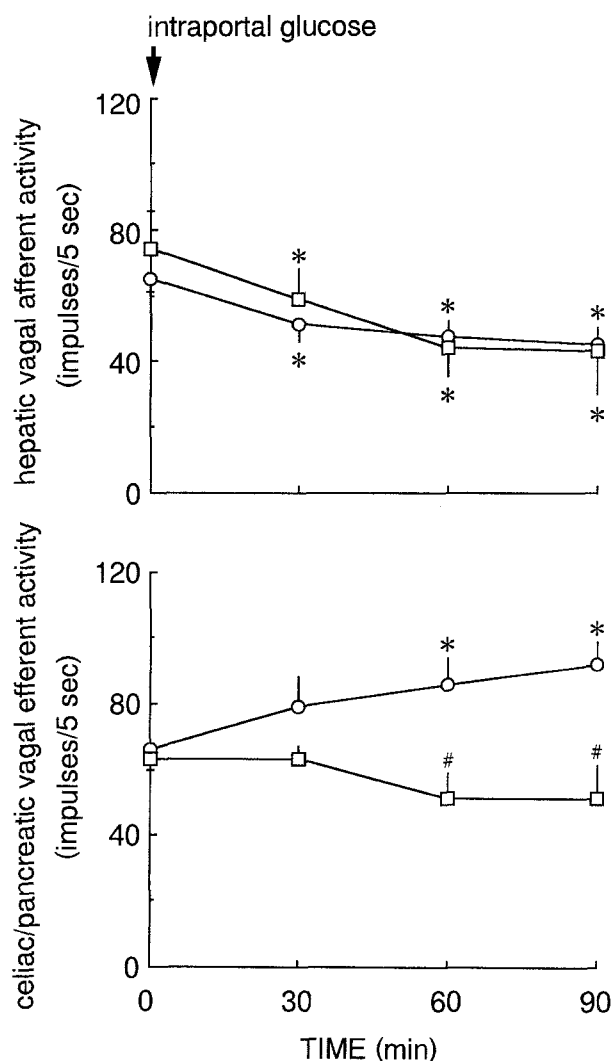 intraportal glucose
hepatic vagal afferent activity
(impulses/5 sec)
120
80
40
0
*
*
*
*
*
*
celiac/pancreatic vagal efferent activity
(impulses/5 sec)
120
80
40
0
*
*
#
#
0 30 60 90
TIME (min)